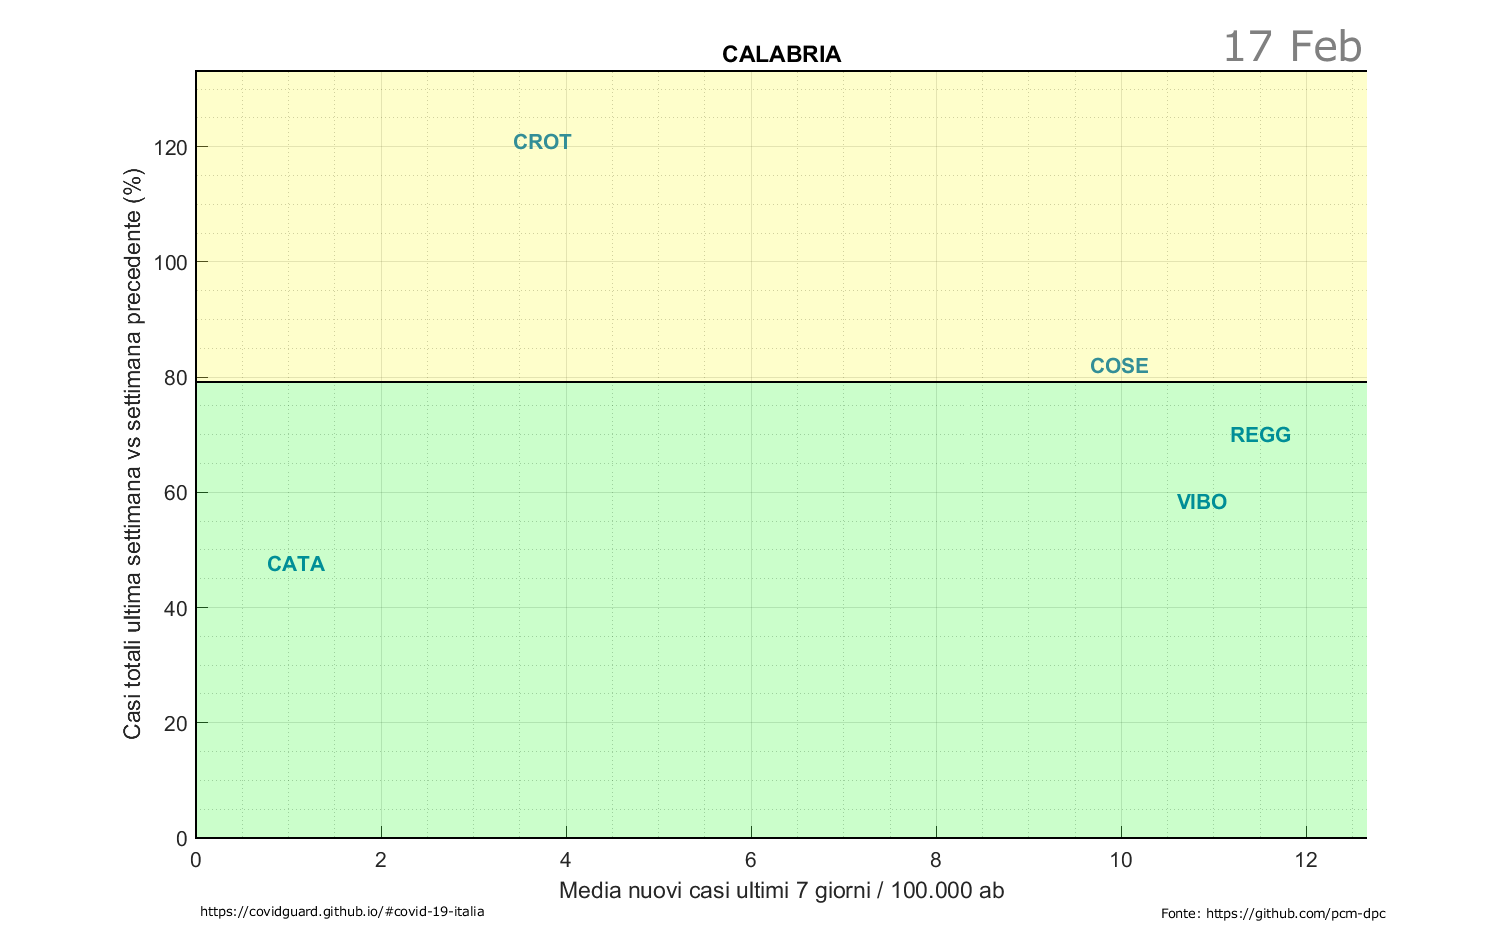 CALABRIA
17 Feb
Casi totali ultima settimana vs settimana precedente (%)
120
100
80
60
40
20
0
CROT
COSE
REGG
VIBO
CATA
0 2 4 6 8 10 12
Media nuovi casi ultimi 7 giorni / 100.000 ab
https://covidguard.github.io/#covid-19-italia
Fonte: https://github.com/pcm-dpc